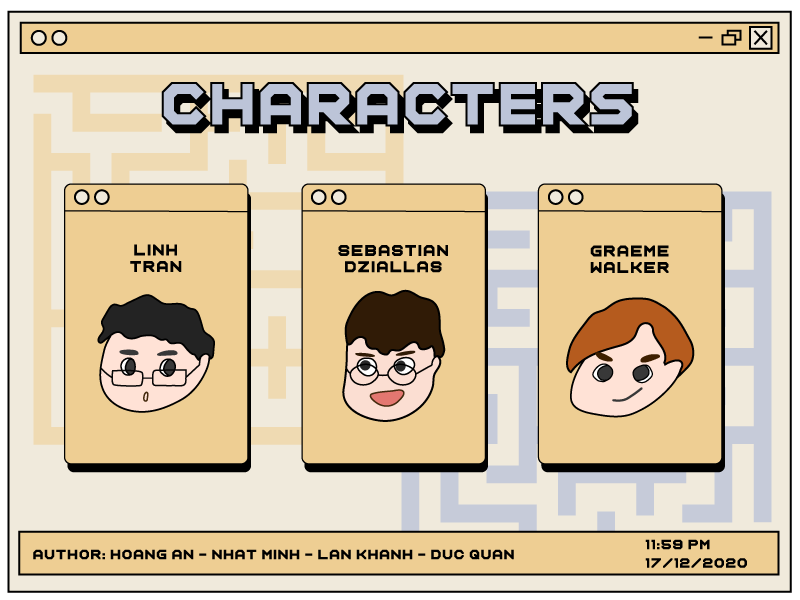 CHARACTERS
LINH
TRAN
SEBASTIAN
DZIALLAS
GRAEME
WALKER
AUTHOR: HOANG AN - NHAT MINH - LAN KHANH - DUC QUAN
11:59 PM
17/12/2020